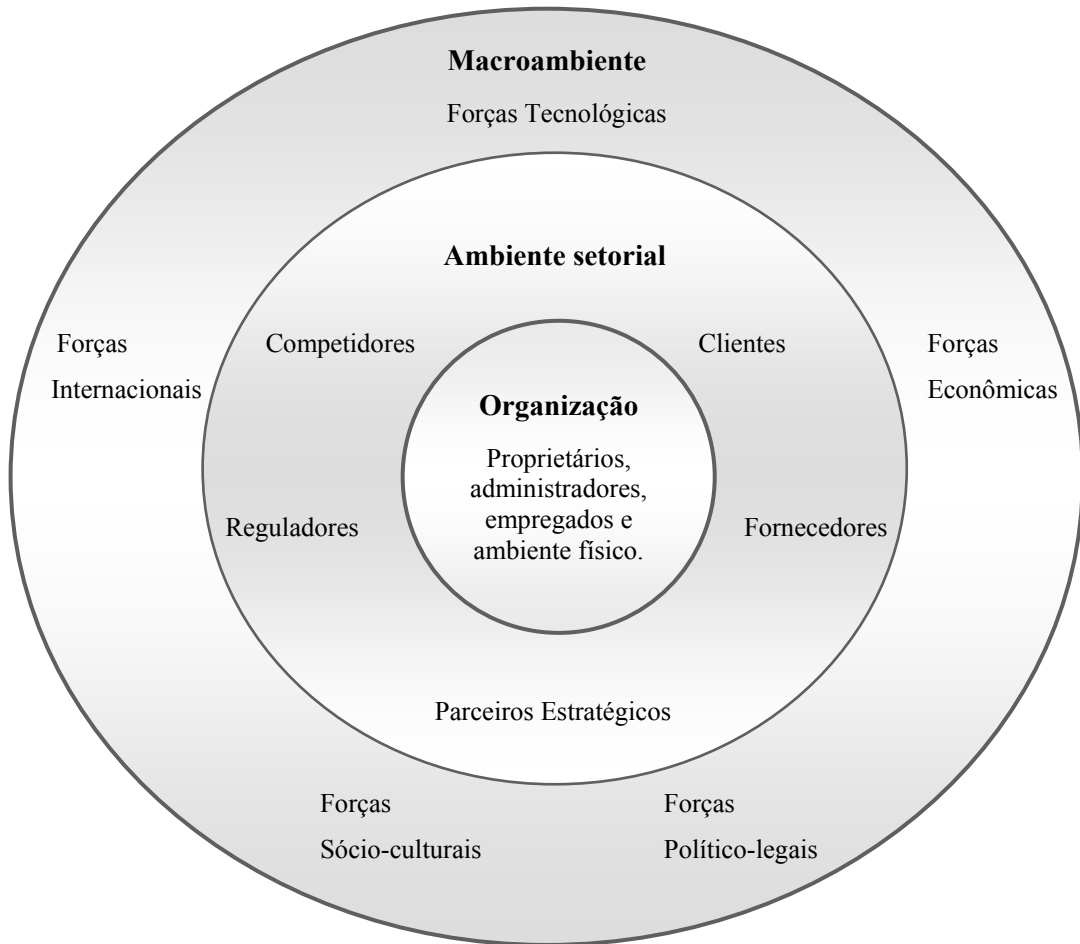 Macroambiente
Forças Tecnológicas
Ambiente setorial
Forças
Internacionais
Competidores
Clientes
Forças
Econômicas
Organização
Proprietários,
administradores,
empregados e
ambiente físico.
Reguladores
Fornecedores
Parceiros Estratégicos
Forças
Sócio-culturais
Forças
Político-legais